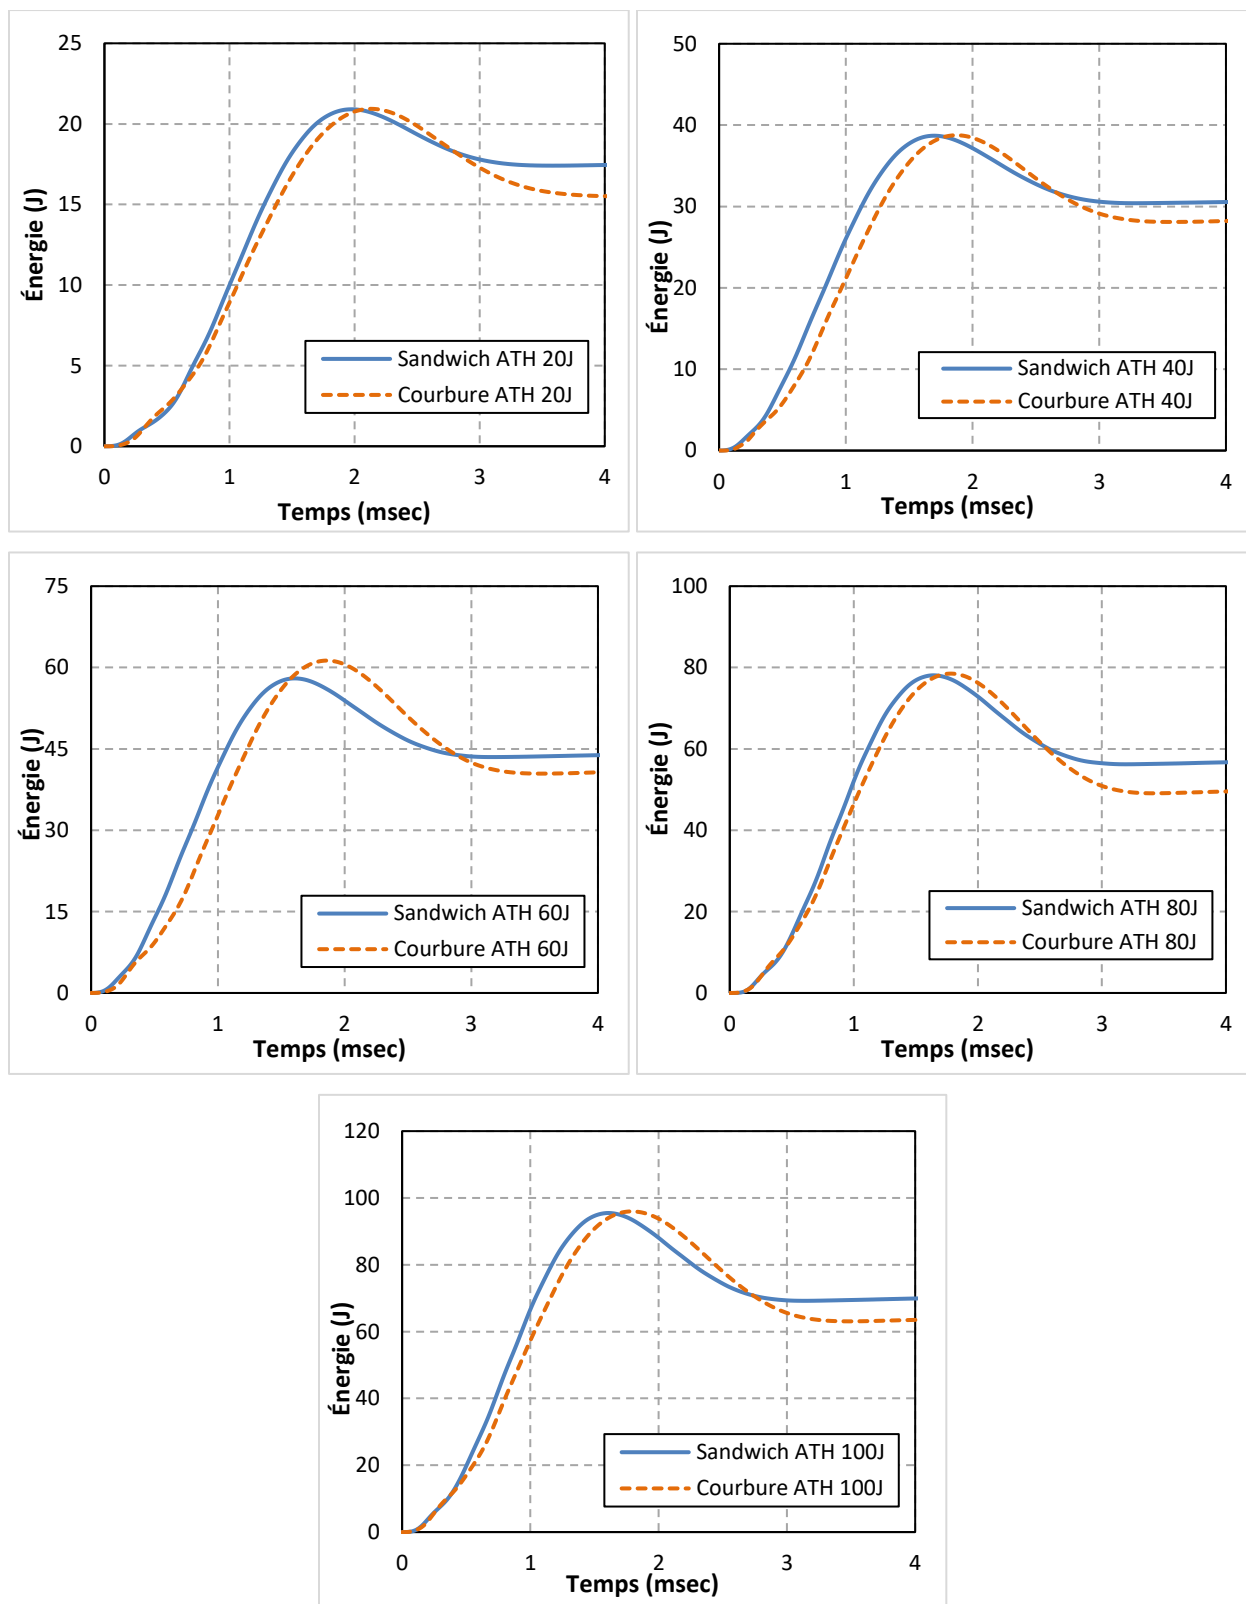 25
20
15
10
5
0
Énergie (J)
0 1 2 3 4
Temps (msec)
Sandwich ATH 20J
Courbure ATH 20J
50
40
30
20
10
0
Énergie (J)
0 1 2 3 4
Temps (msec)
Sandwich ATH 40J
Courbure ATH 40J
75
60
45
30
15
0
Énergie (J)
0 1 2 3 4
Temps (msec)
Sandwich ATH 60J
Courbure ATH 60J
100
80
60
40
20
0
Énergie (J)
0 1 2 3 4
Temps (msec)
Sandwich ATH 80J
Courbure ATH 80J
120
100
80
60
40
20
0
Énergie (J)
0 1 2 3 4
Temps (msec)
Sandwich ATH 100J
Courbure ATH 100J